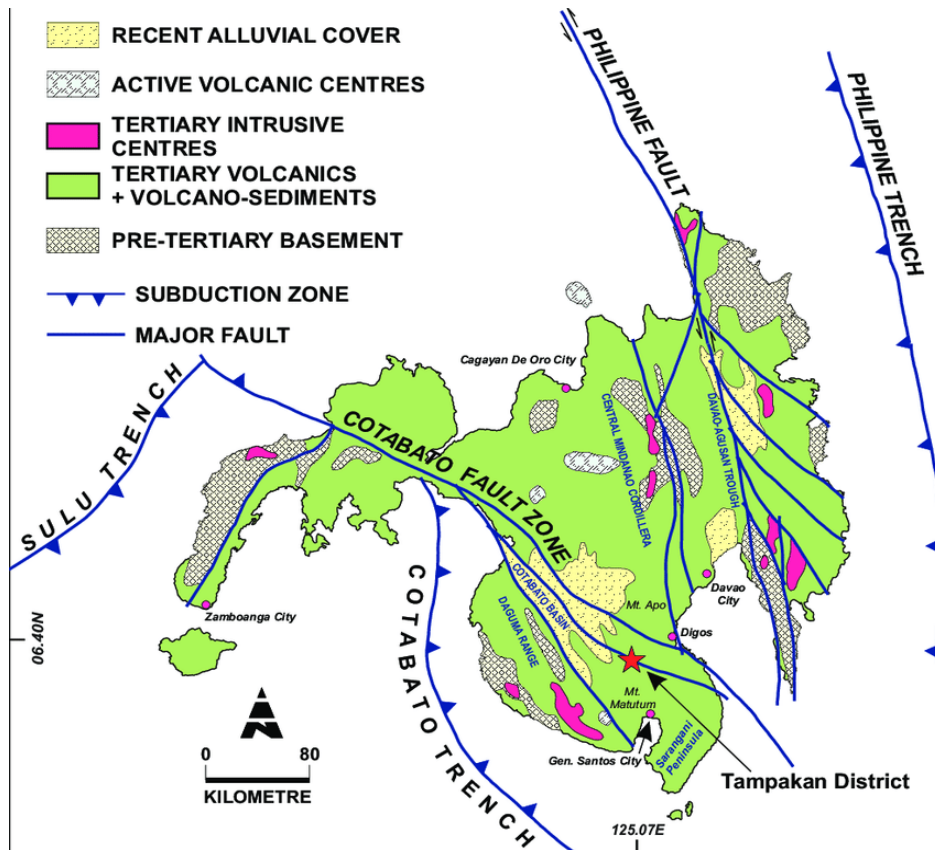 RECENT ALLUVIAL COVER
ACTIVE VOLCANIC CENTRES
TERTIARY INTRUSIVE
CENTRES
TERTIARY VOLCANICS
+ VOLCANO-SEDIMENTS
PRE-TERTIARY BASEMENT
SUBDUCTION ZONE
MAJOR FAULT
PHILIPPINE FAULT
PHILIPPINE TRENCH
SULU TRENCH
COTABATO FAULT ZONE
COTABATO TRENCH
Cagayan De Oro City
CENTRAL MINDANAO CORDILLERA
DAVAO-AGUSAN TROUGH
COTABATO BASIN
DAGUMA RANGE
Mt. Apo
Davao
City
Digos
Zamboanga City
Mt.
Matutum
Gen. Santos City
Sarangani
Peninsula
Tampakan District
06.40N
125.07E
N
0 80
KILOMETRE